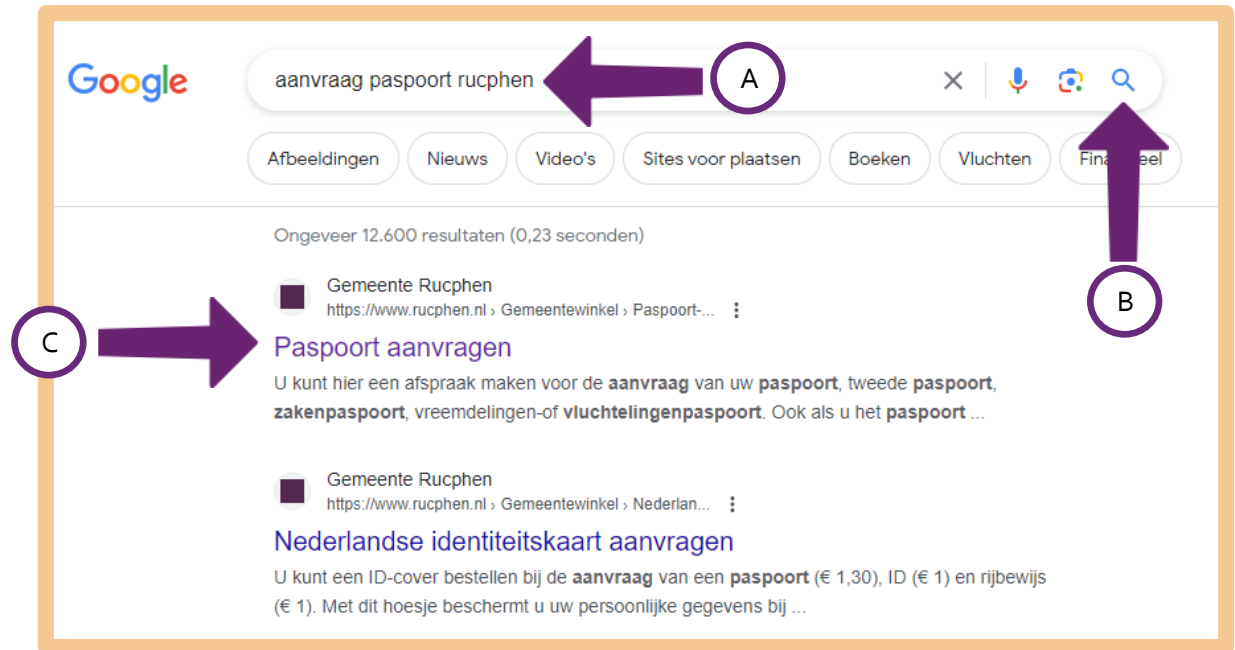 Google
aanvraag paspoort rucphen
A
Afbeeldingen Nieuws Video's Sites voor plaatsen Boeken Vluchten
Ongeveer 12.600 resultaten (0,23 seconden)
Gemeente Rucphen
https://www.rucphen.nl › Gemeentewinkel › Paspoort-...
B
C
Paspoort aanvragen
U kunt hier een afspraak maken voor de aanvraag van uw paspoort, tweede paspoort,
zakenpaspoort, vreemdelingen-of vluchtelingenpaspoort. Ook als u het paspoort ...
Gemeente Rucphen
https://www.rucphen.nl › Gemeentewinkel › Nederlan...
Nederlandse identiteitskaart aanvragen
U kunt een ID-cover bestellen bij de aanvraag van een paspoort (€ 1,30), ID (€ 1) en rijbewijs
(€ 1). Met dit hoesje beschermt u uw persoonlijke gegevens bij ...